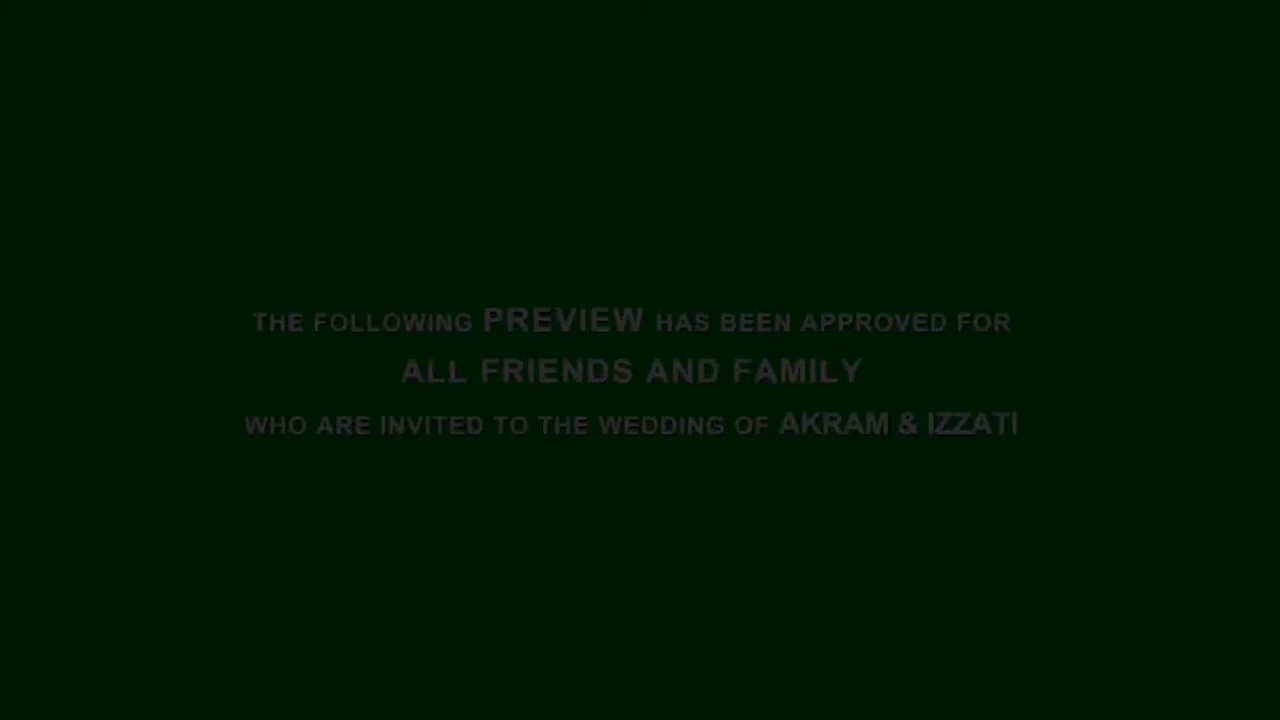 THE FOLLOWING PREVIEW HAS BEEN APPROVED FOR
ALL FRIENDS AND FAMILY
WHO ARE INVITED TO THE WEDDING OF AKRAM & IZZATI